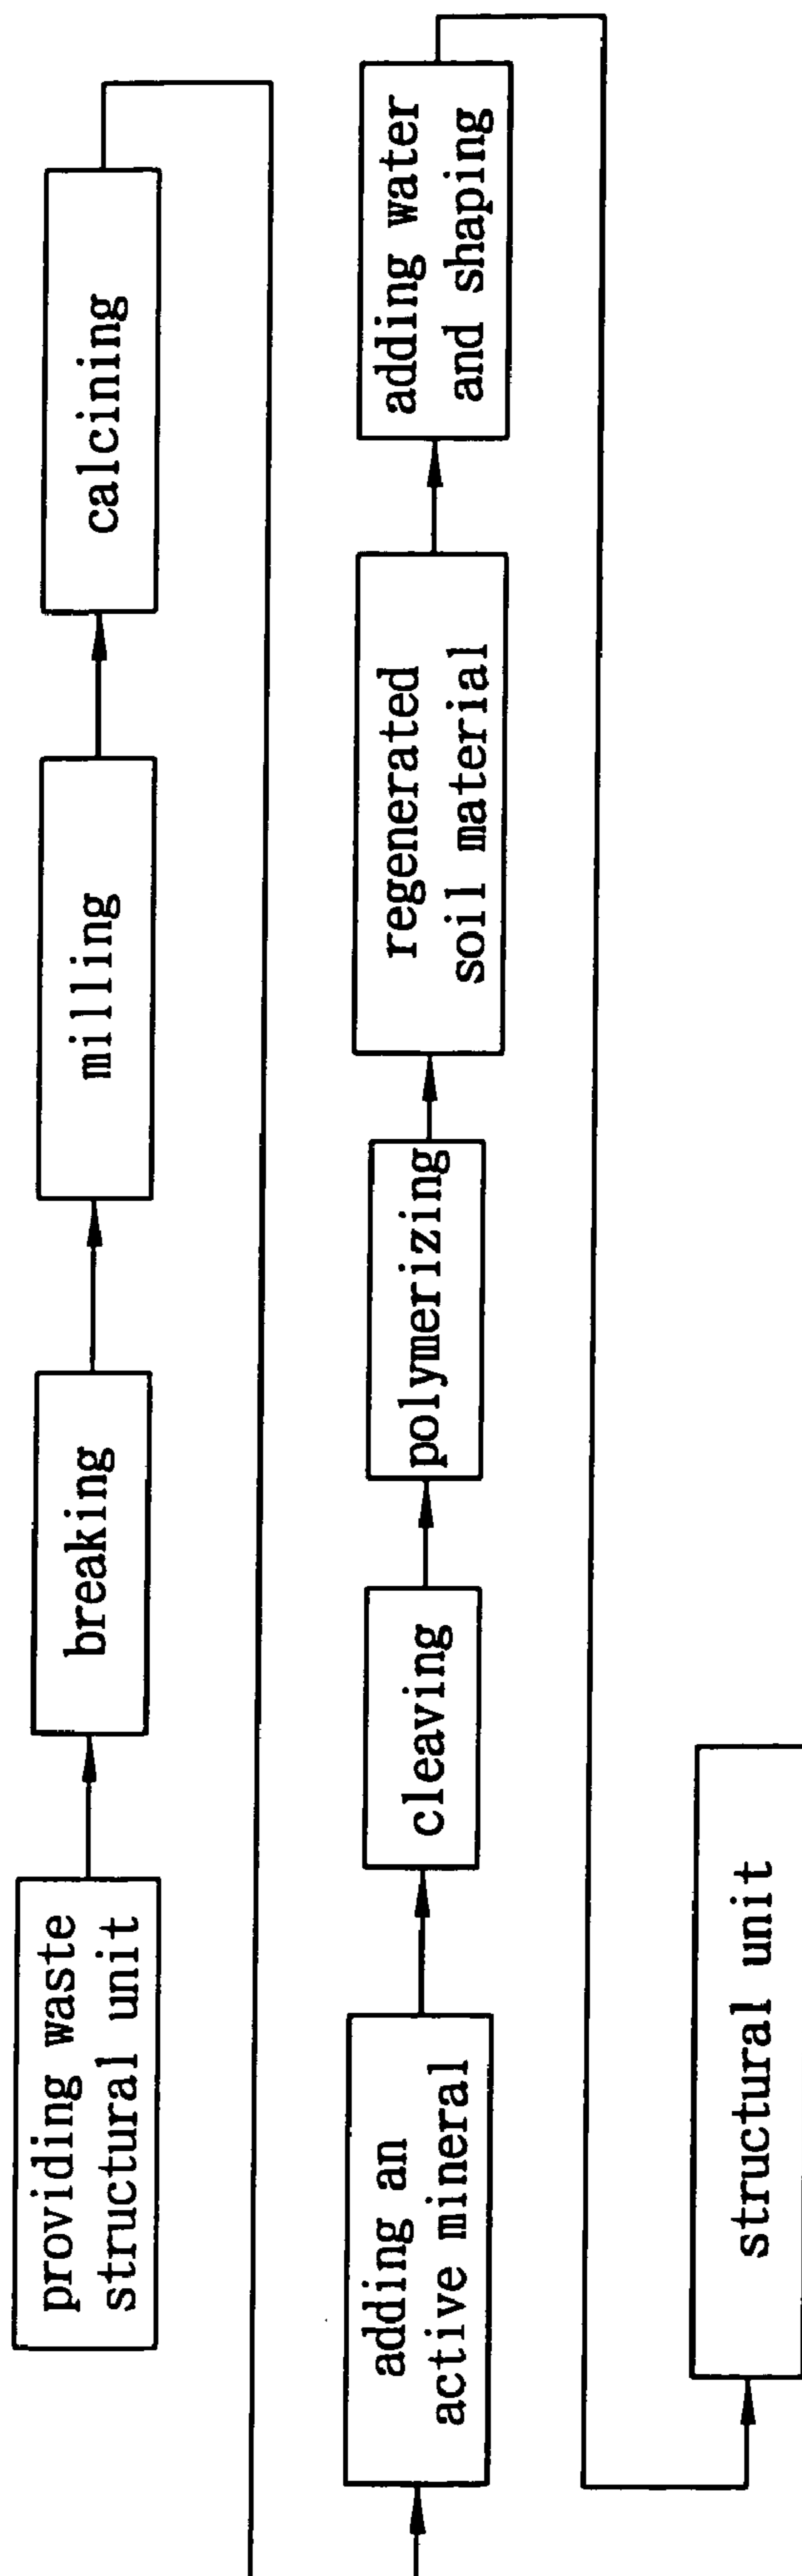 providing waste
structural unit
breaking
milling
calcining
adding an
active mineral
cleaving
polymerizing
regenerated
soil material
adding water
and shaping
structural unit